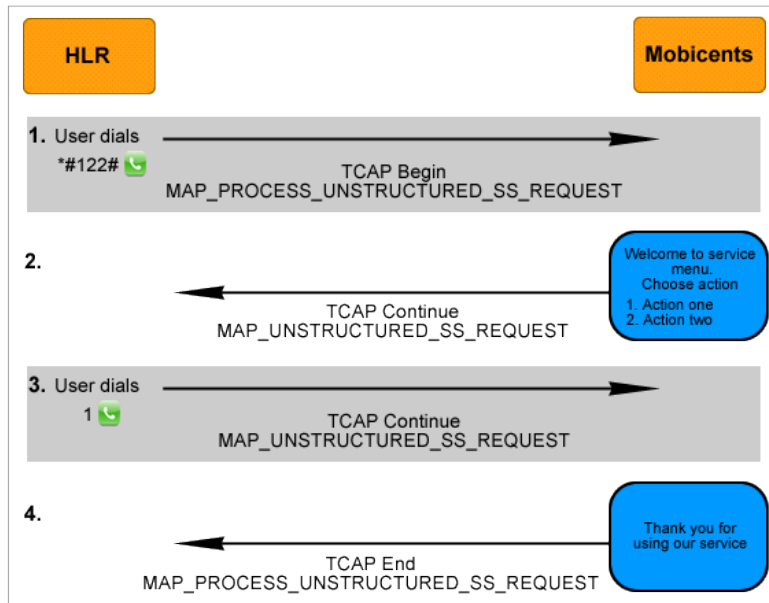 HLR
Mobicents
1. User dials
*#122#
TCAP Begin
MAP_PROCESS_UNSTRUCTURED_SS_REQUEST
2.
Welcome to service
menu.
Choose action
1. Action one
2. Action two
TCAP Continue
MAP_UNSTRUCTURED_SS_REQUEST
3. User dials
1
TCAP Continue
MAP_UNSTRUCTURED_SS_REQUEST
4.
Thank you for
using our service
TCAP End
MAP_PROCESS_UNSTRUCTURED_SS_REQUEST